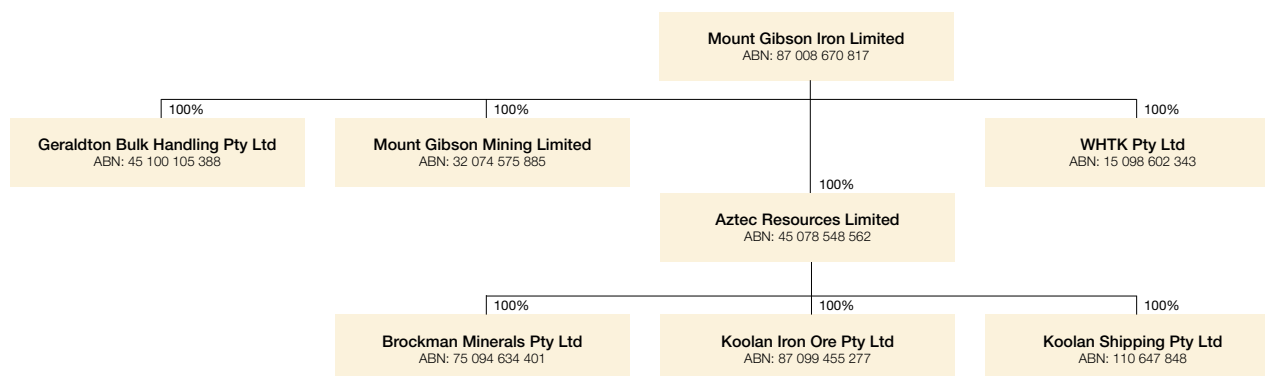 Mount Gibson Iron Limited
ABN: 87 008 670 817
100%
100%
100%
Geraldton Bulk Handling Pty Ltd
ABN: 45 100 105 388
Mount Gibson Mining Limited
ABN: 32 074 575 885
WHTK Pty Ltd
ABN: 15 098 602 343
100%
Aztec Resources Limited
ABN: 45 078 548 562
100%
100%
100%
Brockman Minerals Pty Ltd
ABN: 75 094 634 401
Koolan Iron Ore Pty Ltd
ABN: 87 099 455 277
Koolan Shipping Pty Ltd
ABN: 110 647 848